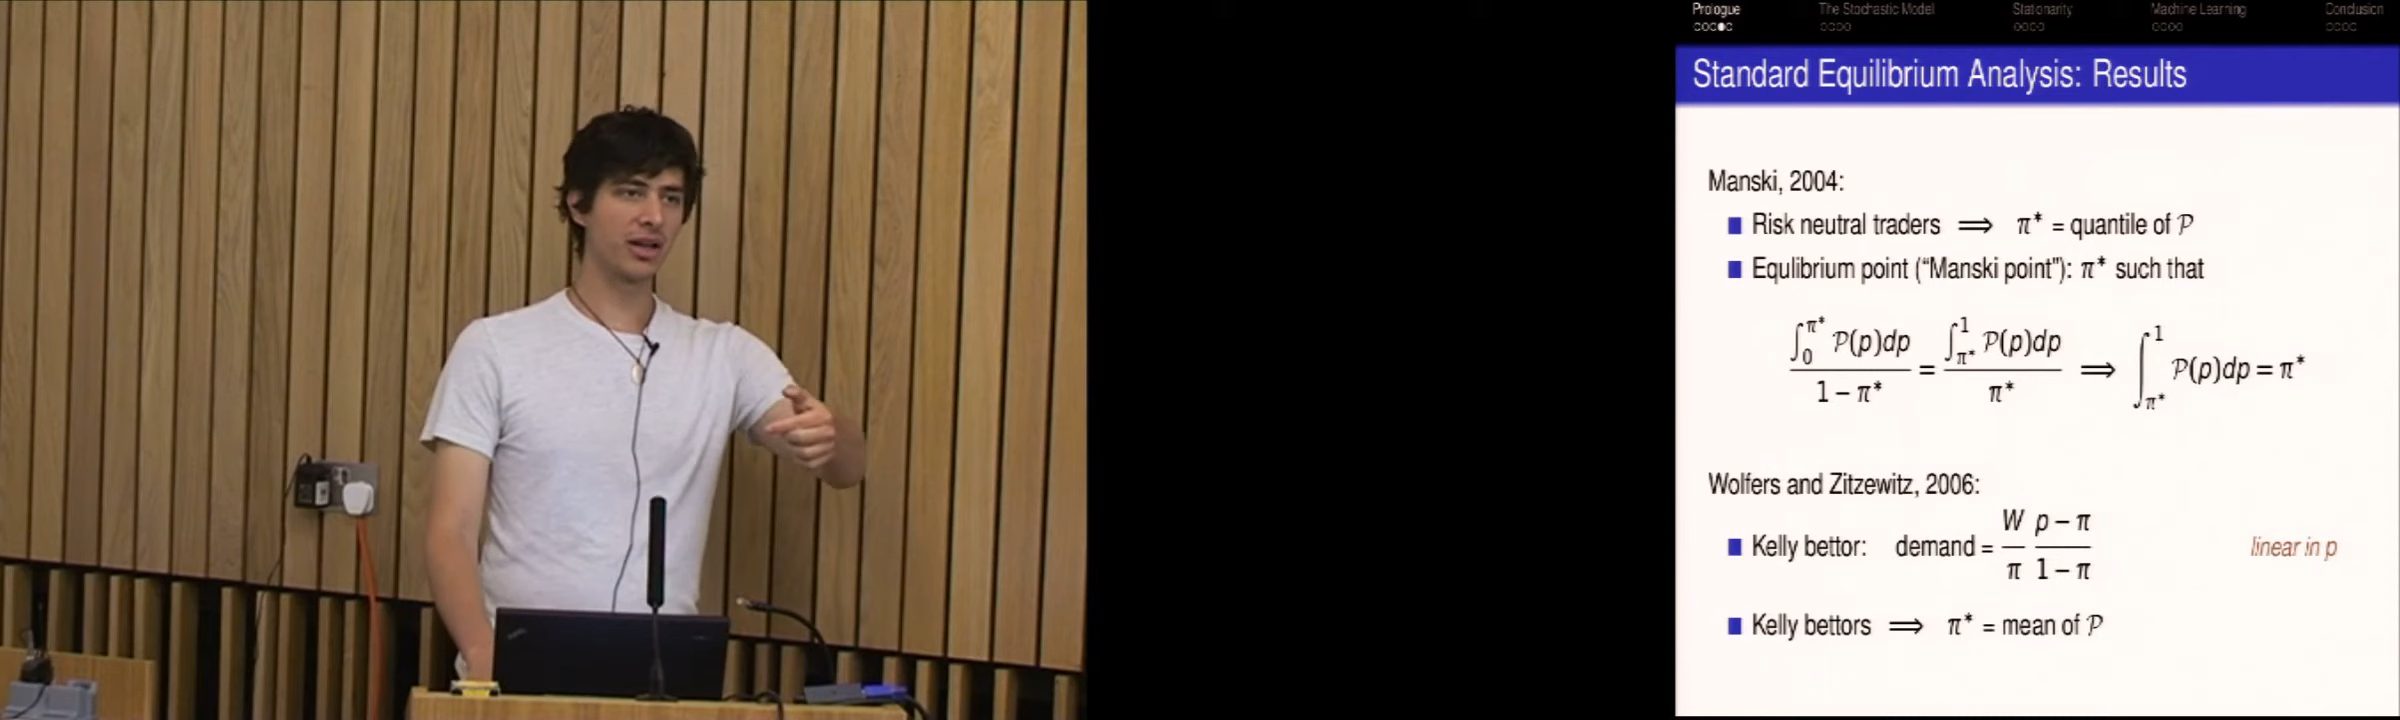 Prologue The Stochastic Model Stationarity Machine Learning Conclusion
Standard Equilibrium Analysis: Results
Manski, 2004:
Risk neutral traders ⟹ π* = quantile of 𝒫
Equlibrium point (“Manski point”): π* such that
∫₀^π* 𝒫(p)dp / 1 − π* = ∫_π*^1 𝒫(p)dp / π* ⟹ ∫_π*^1 𝒫(p)dp = π*
Wolfers and Zitzewitz, 2006:
Kelly bettor: demand = W/π p − π / 1 − π linear in p
Kelly bettors ⟹ π* = mean of 𝒫